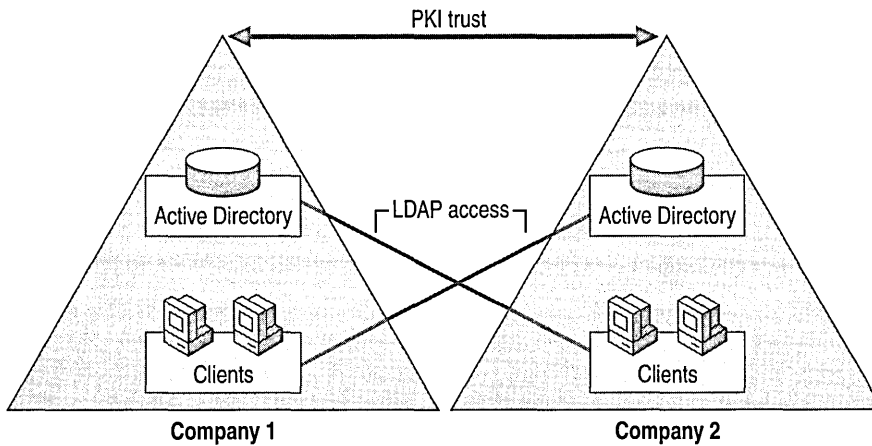 PKI trust
Active Directory
LDAP access
Active Directory
Clients
Clients
Company 1
Company 2